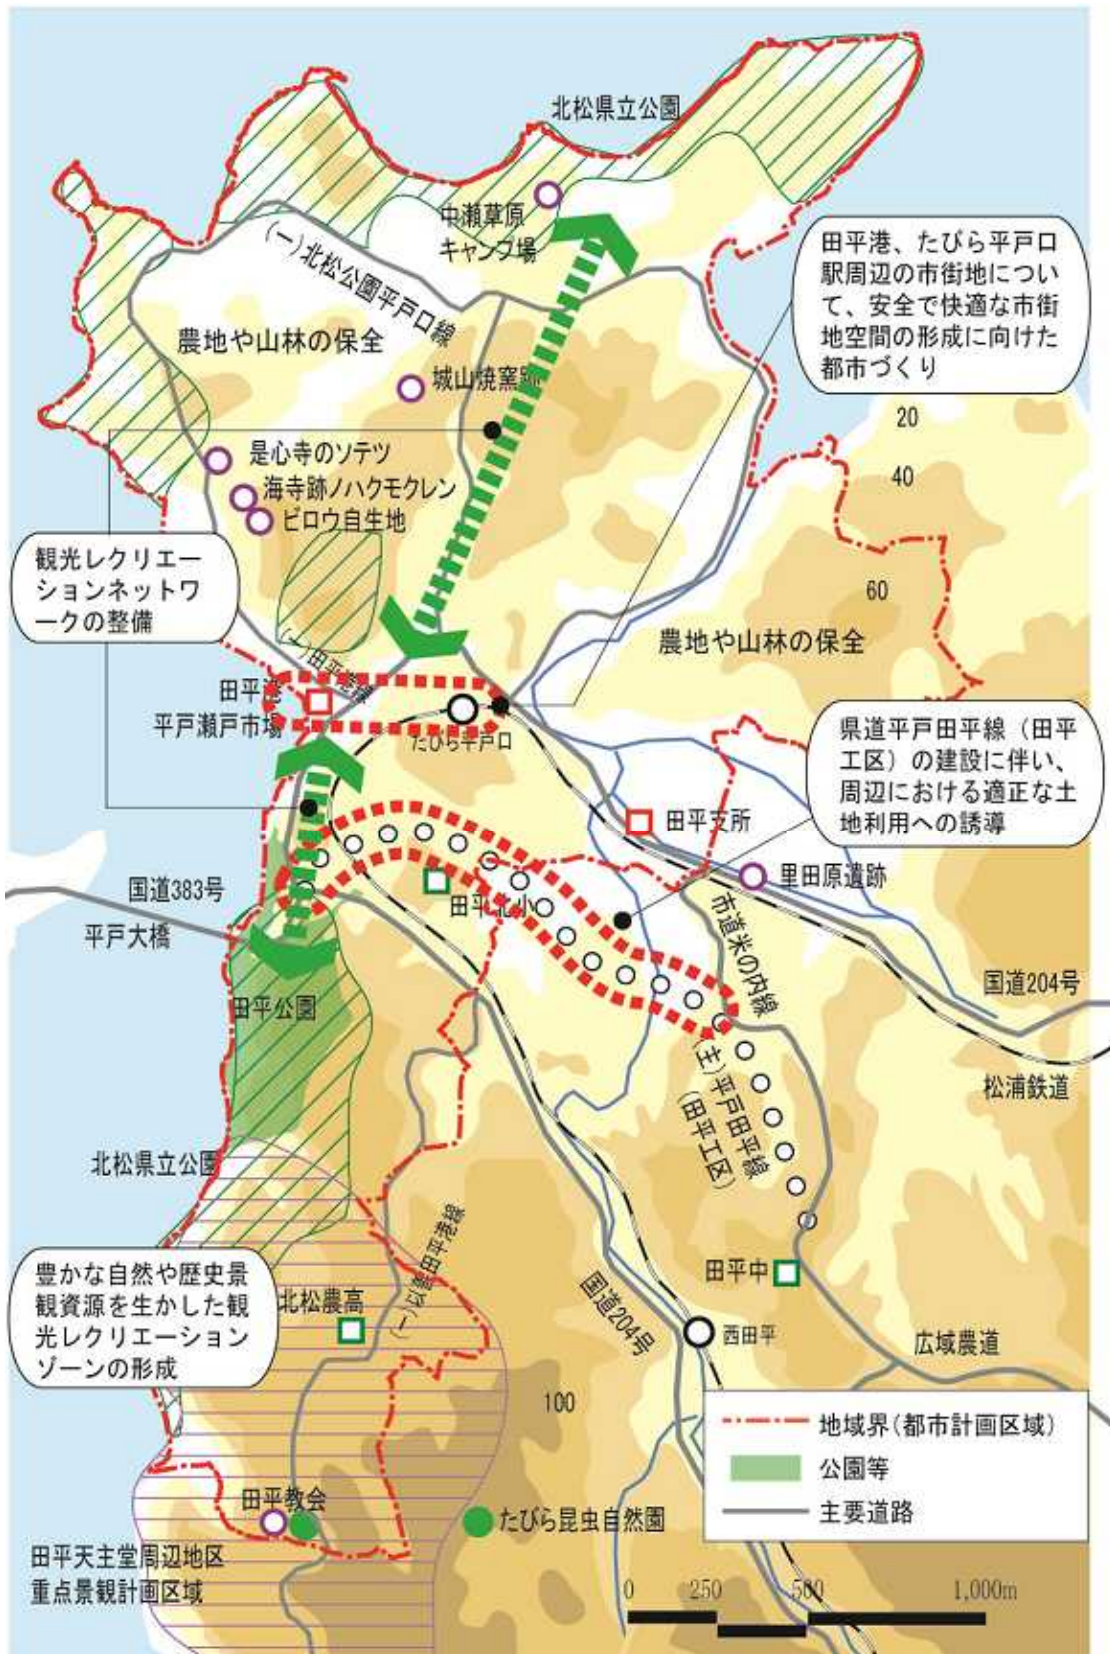 北松県立公園
中瀬草原
キャンプ場
(一)北松公園平戸口線
農地や山林の保全
城山焼窯跡
是心寺のソテツ
海寺跡ノハクモクレン
ビロウ自生地
田平港、たびら平戸口
駅周辺の市街地につい
て、安全で快適な市街
地空間の形成に向けた
都市づくり
20
40
60
観光レクリエー
ションネットワ
ークの整備
農地や山林の保全
(一)田平港線
田平港
平戸瀬戸市場
たびら平戸口
県道平戸田平線（田平
工区）の建設に伴い、
周辺における適正な土
地利用への誘導
田平支所
里田原遺跡
国道383号
平戸大橋
田平北小
市道米の内線
国道204号
田平公園
松浦鉄道
(主)平戸田平線
(田平工区)
北松県立公園
豊かな自然や歴史景
観資源を生かした観
光レクリエーション
ゾーンの形成
北松農高
(一)以善田平港線
田平中
国道204号
西田平
広域農道
100
地域界(都市計画区域)
公園等
主要道路
田平教会
たびら昆虫自然園
田平天主堂周辺地区
重点景観計画区域
0 250 500 1,000m